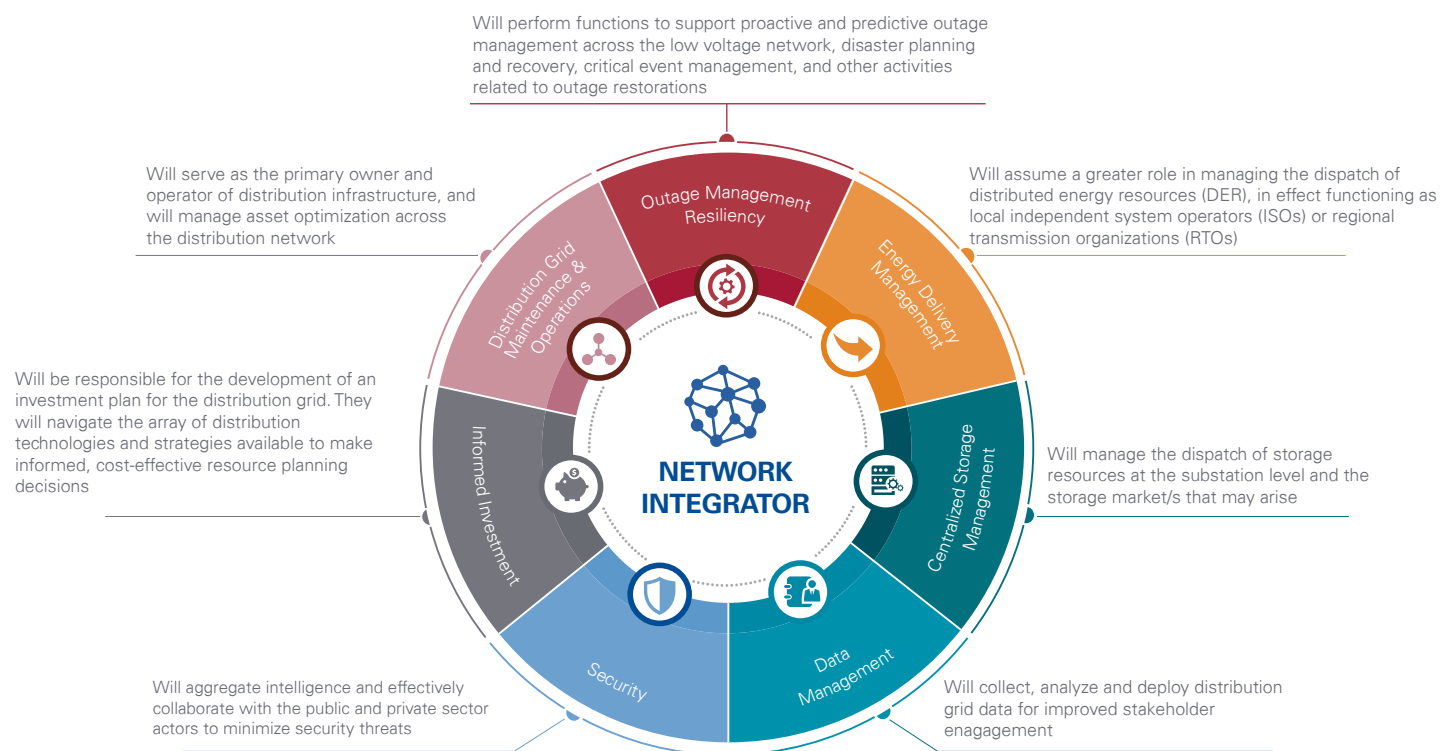 Will perform functions to support proactive and predictive outage
management across the low voltage network, disaster planning
and recovery, critical event management, and other activities
related to outage restorations
Will serve as the primary owner and
operator of distribution infrastructure, and
will manage asset optimization across
the distribution network
Will assume a greater role in managing the dispatch of
distributed energy resources (DER), in effect functioning as
local independent system operators (ISOs) or regional
transmission organizations (RTOs)
Outage Management
Resiliency
Distribution Grid
Maintenance &
Operations
Energy Delivery
Management
Will be responsible for the development of an
investment plan for the distribution grid. They
will navigate the array of distribution
technologies and strategies available to make
informed, cost-effective resource planning
decisions
Informed Investment
$
NETWORK
INTEGRATOR
Centralized Storage
Management
Will manage the dispatch of storage
resources at the substation level and the
storage market/s that may arise
Security
Data
Management
Will aggregate intelligence and effectively
collaborate with the public and private sector
actors to minimize security threats
Will collect, analyze and deploy distribution
grid data for improved stakeholder
enagagement